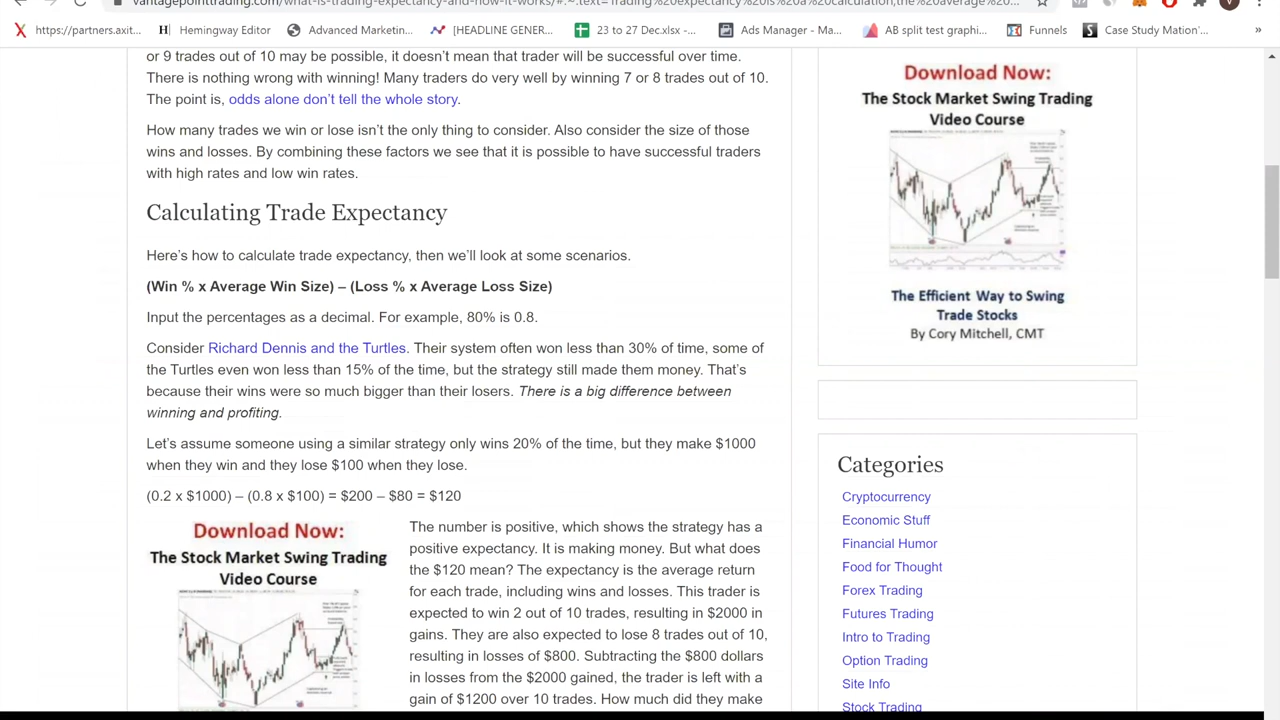 vantagepointtrading.com/what-is-trading-expectancy-and-how-it-works/#:~:text=Trading%20expectancy%20is%20a%20calculation,the%20average%20...
https://partners.axit...
Hemingway Editor
Advanced Marketin...
[HEADLINE GENER...
23 to 27 Dec.xlsx -...
Ads Manager - Ma...
AB split test graphi...
Funnels
Case Study Mation'...
»
or 9 trades out of 10 may be possible, it doesn't mean that trader will be successful over time.
There is nothing wrong with winning! Many traders do very well by winning 7 or 8 trades out of 10.
The point is, odds alone don't tell the whole story.
How many trades we win or lose isn't the only thing to consider. Also consider the size of those
wins and losses. By combining these factors we see that it is possible to have successful traders
with high rates and low win rates.
Calculating Trade Expectancy
Here's how to calculate trade expectancy, then we'll look at some scenarios.
(Win % x Average Win Size) – (Loss % x Average Loss Size)
Input the percentages as a decimal. For example, 80% is 0.8.
Consider Richard Dennis and the Turtles. Their system often won less than 30% of time, some of
the Turtles even won less than 15% of the time, but the strategy still made them money. That's
because their wins were so much bigger than their losers. There is a big difference between
winning and profiting.
Let's assume someone using a similar strategy only wins 20% of the time, but they make $1000
when they win and they lose $100 when they lose.
(0.2 x $1000) – (0.8 x $100) = $200 – $80 = $120
Download Now:
The Stock Market Swing Trading
Video Course
The number is positive, which shows the strategy has a
positive expectancy. It is making money. But what does
the $120 mean? The expectancy is the average return
for each trade, including wins and losses. This trader is
expected to win 2 out of 10 trades, resulting in $2000 in
gains. They are also expected to lose 8 trades out of 10,
resulting in losses of $800. Subtracting the $800 dollars
in losses from the $2000 gained, the trader is left with a
gain of $1200 over 10 trades. How much did they make
Download Now:
The Stock Market Swing Trading
Video Course
The Efficient Way to Swing
Trade Stocks
By Cory Mitchell, CMT
Categories
Cryptocurrency
Economic Stuff
Financial Humor
Food for Thought
Forex Trading
Futures Trading
Intro to Trading
Option Trading
Site Info
Stock Trading